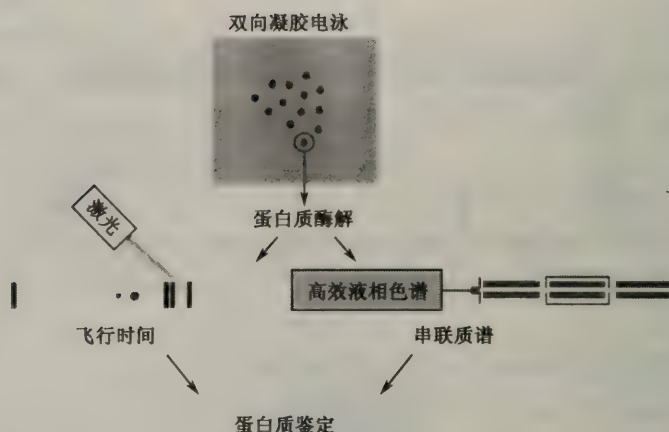 双向凝胶电泳
蛋白质酶解
激光
高效液相色谱
飞行时间
串联质谱
蛋白质鉴定